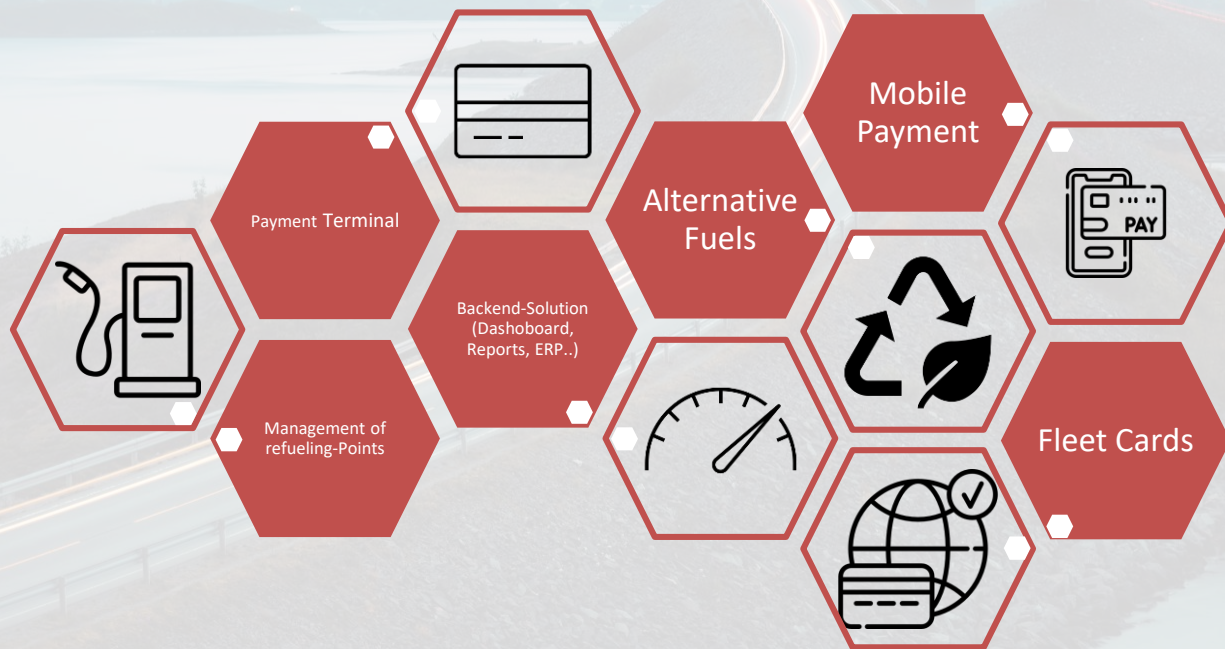 Mobile
Payment
PAY
Alternative
Fuels
Payment Terminal
Backend-Solution
(Dashoboard,
Reports, ERP..)
Management of
refueling-Points
Fleet Cards